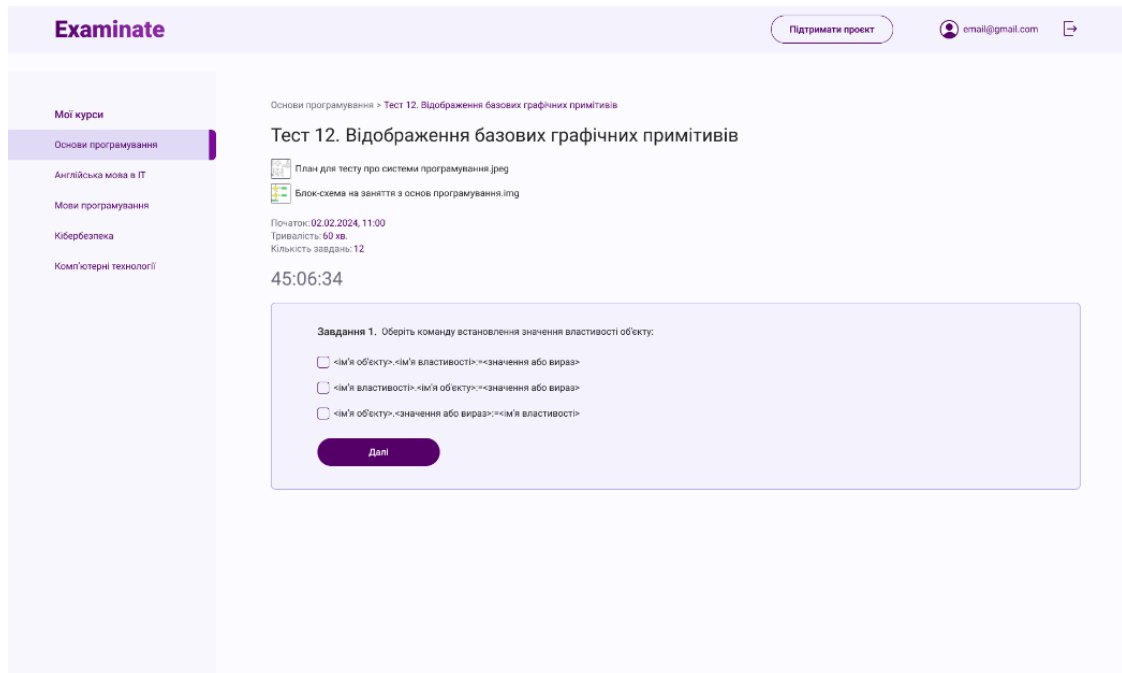 Examinate
Підтримати проєкт
email@gmail.com
Мої курси
Основи програмування
Англійська мова в ІТ
Мови програмування
Кібербезпека
Комп'ютерні технології
Основи програмування > Тест 12. Відображення базових графічних примітивів
Тест 12. Відображення базових графічних примітивів
План для тесту про системи програмування.jpeg
Блок-схема на заняття з основ програмування.img
Початок: 02.02.2024, 11:00
Тривалість: 60 хв.
Кількість завдань: 12
45:06:34
Завдання 1. Оберіть команду встановлення значення властивості об'єкту:
<ім'я об'єкту>.<ім'я властивості>:=<значення або вираз>
<ім'я властивості>.<ім'я об'єкту>:=<значення або вираз>
<ім'я об'єкту>.<значення або вираз>:=<ім'я властивості>
Далі